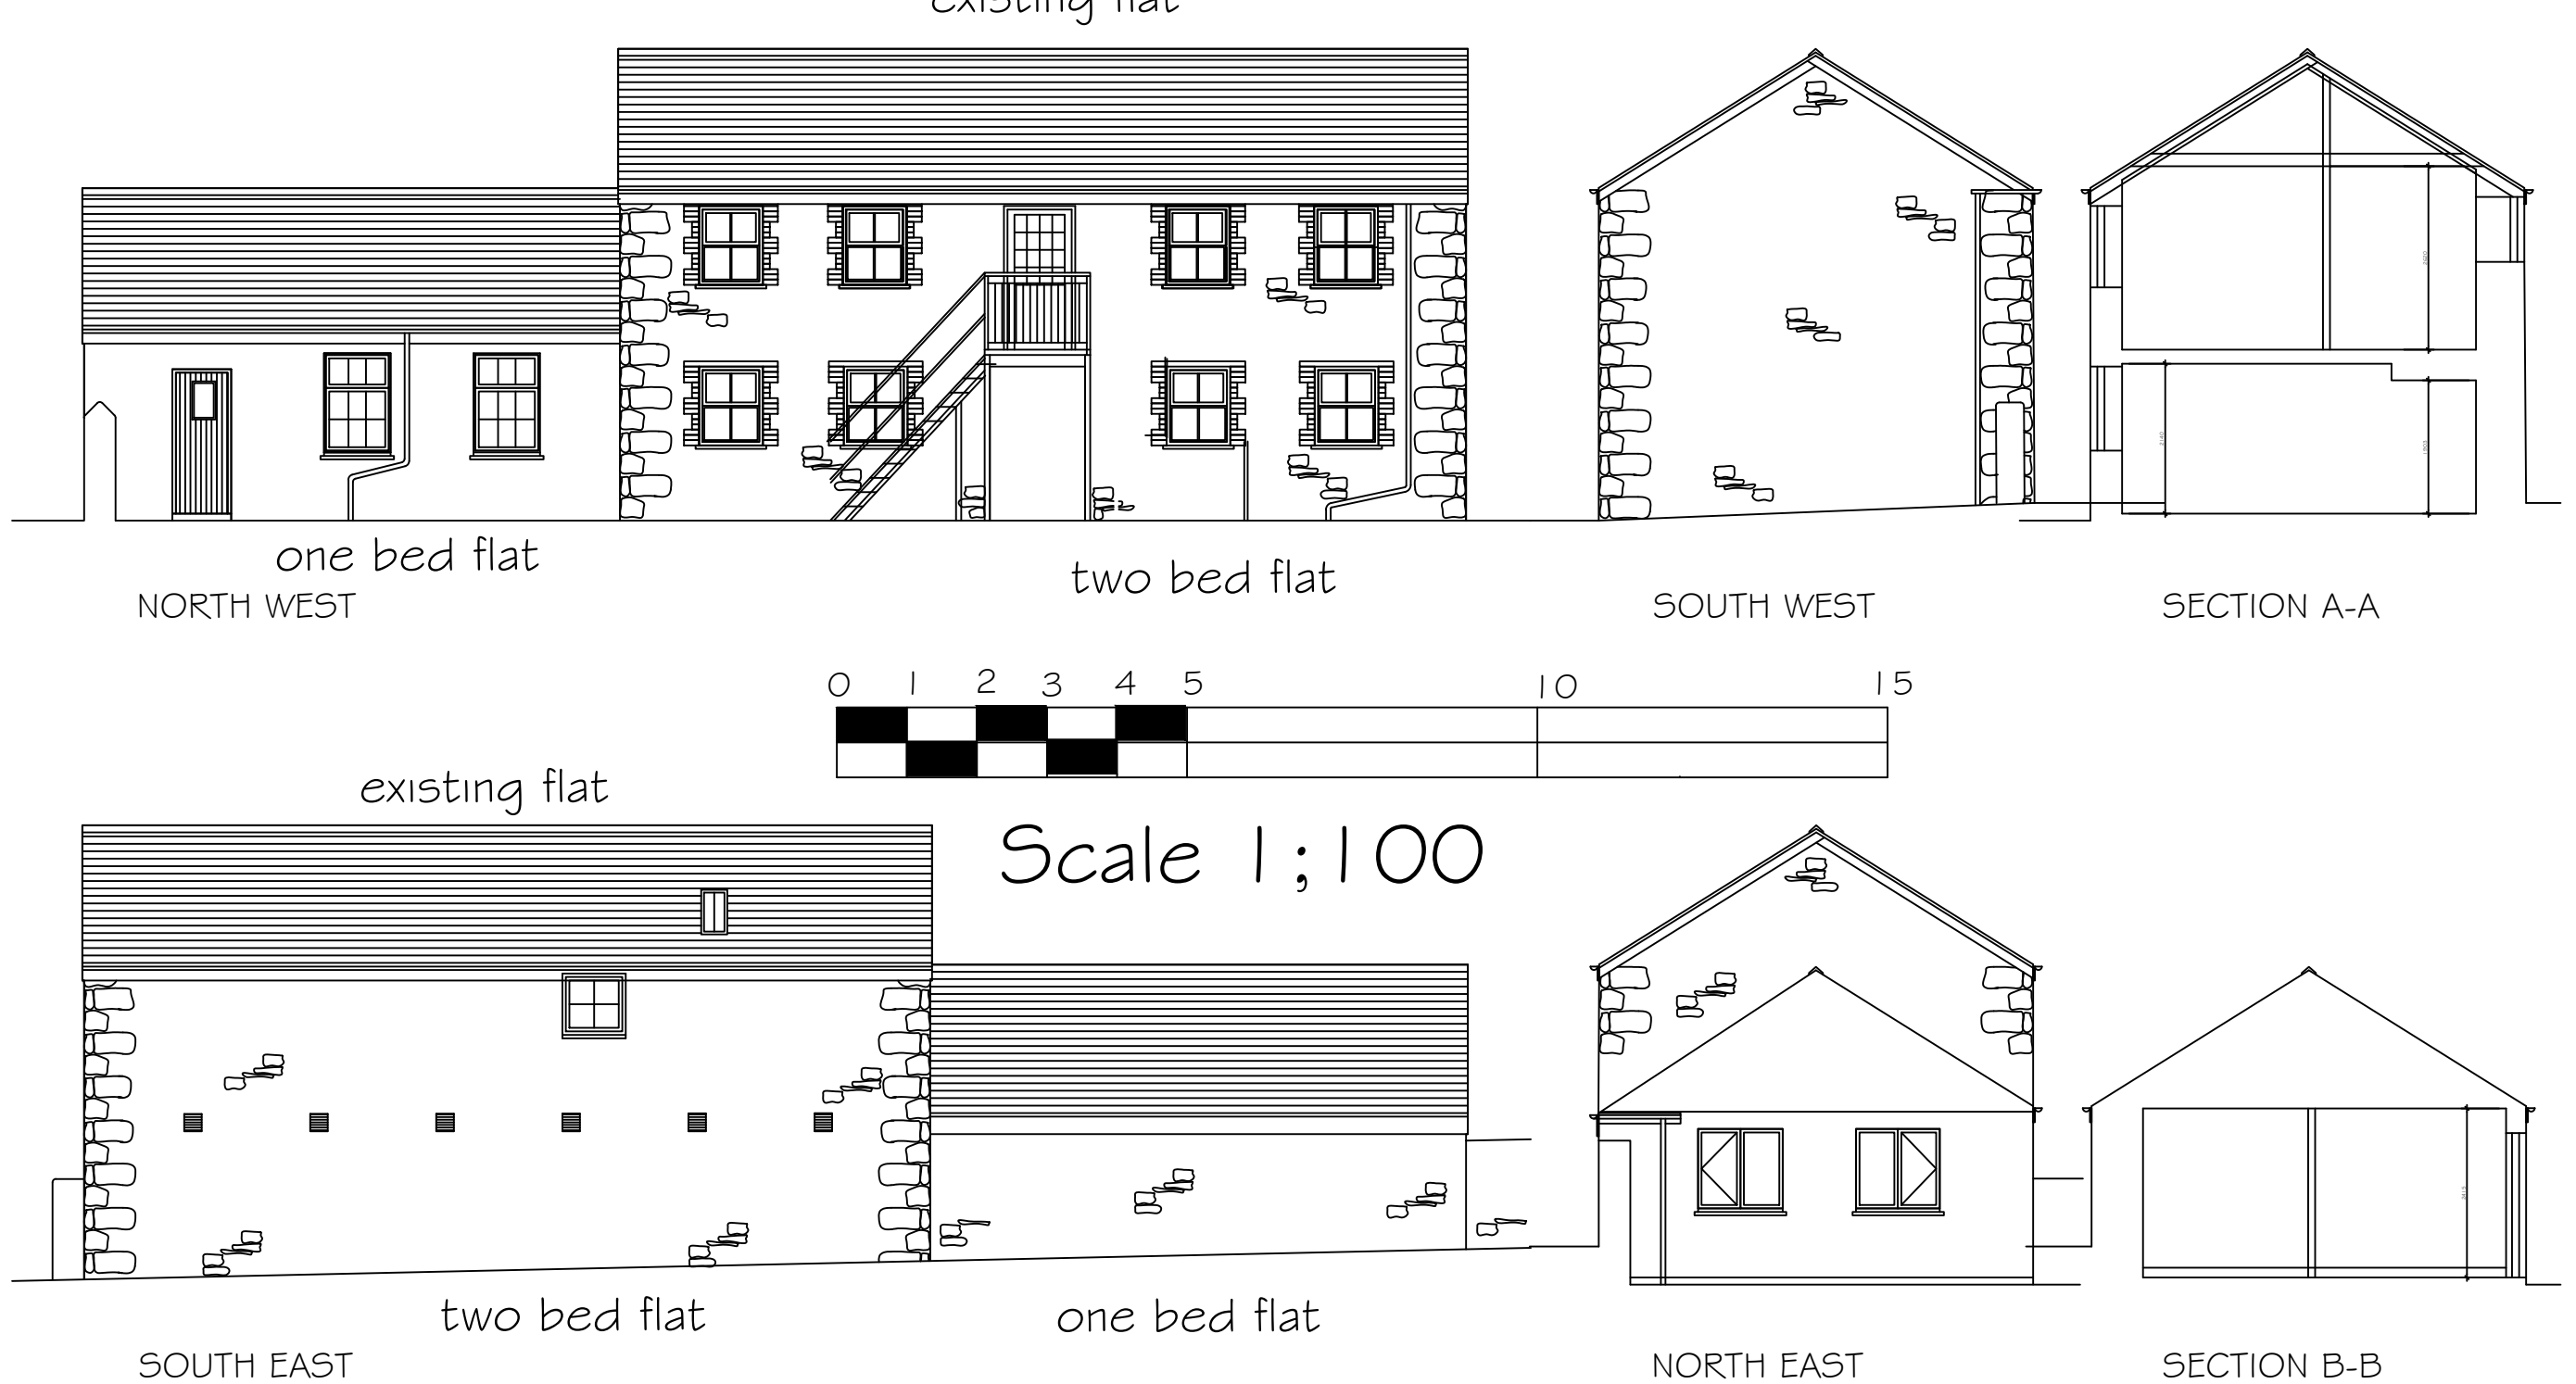 existing flat
one bed flat
two bed flat
NORTH WEST
SOUTH WEST
SECTION A-A
0 1 2 3 4 5 10 15
existing flat
Scale 1;100
two bed flat
one bed flat
SOUTH EAST
NORTH EAST
SECTION B-B